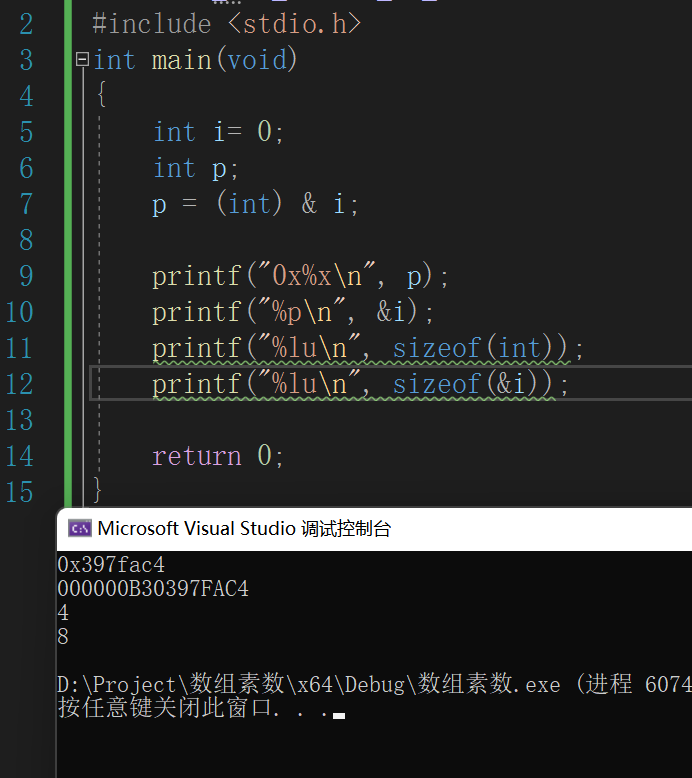 2 #include <stdio.h>
3 int main(void)
4 {
5 int i= 0;
6 int p;
7 p = (int) & i;
8
9 printf("0x%x\n", p);
10 printf("%p\n", &i);
11 printf("%lu\n", sizeof(int));
12 printf("%lu\n", sizeof(&i));
13
14 return 0;
15 }
Microsoft Visual Studio 调试控制台
0x397fac4
000000B30397FAC4
4
8
D:\Project\数组素数\x64\Debug\数组素数.exe (进程 6074
按任意键关闭此窗口. . .